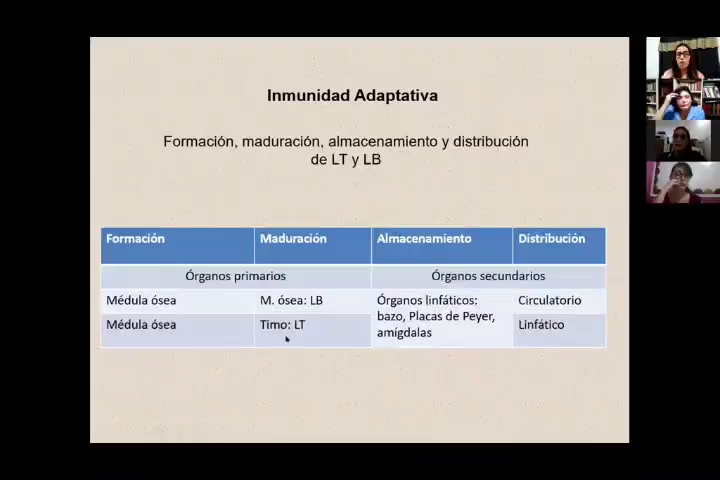 Inmunidad Adaptativa
Formación, maduración, almacenamiento y distribución
de LT y LB
Formación Maduración Almacenamiento Distribución
Órganos primarios Órganos secundarios
Médula ósea M. ósea: LB Órganos linfáticos: Circulatorio
bazo, Placas de Peyer,
Médula ósea Timo: LT amígdalas Linfático